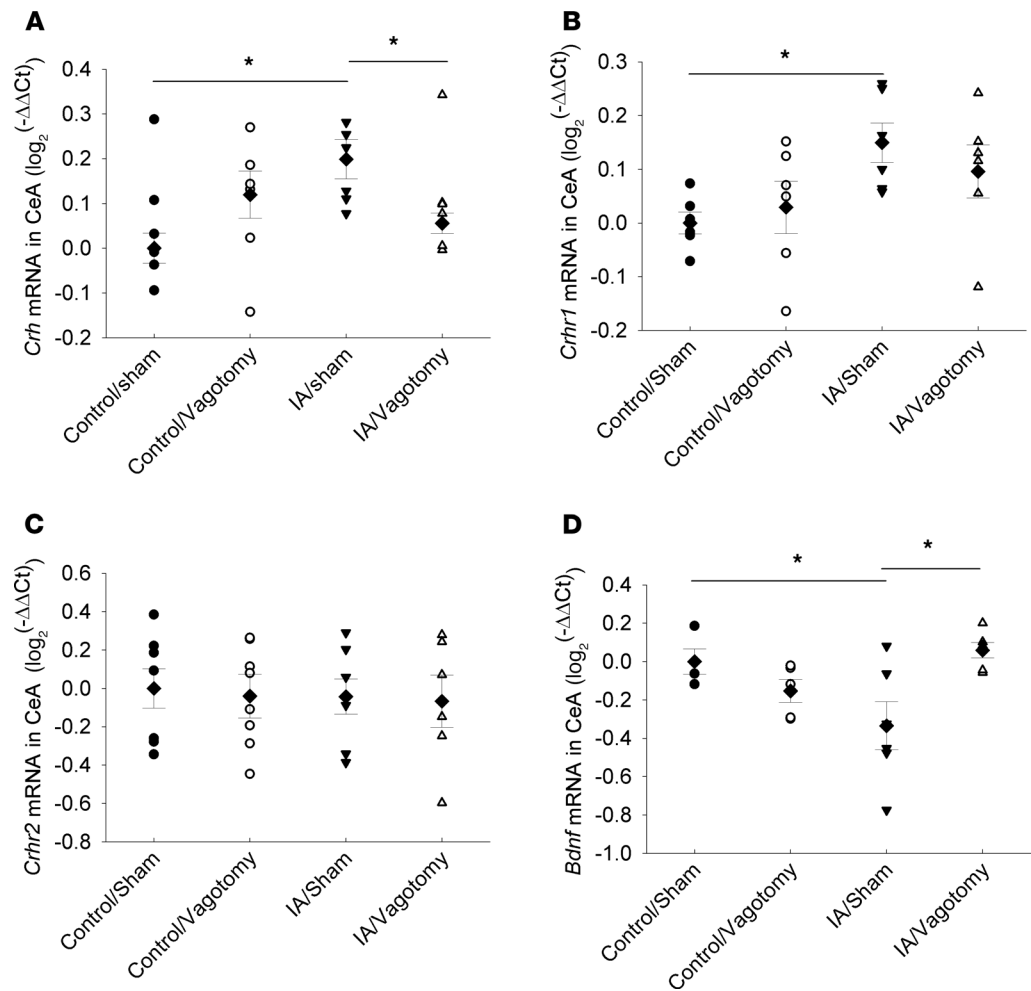 A
Crh mRNA in CeA (log2(-ΔΔCt))
0.4
0.3
0.2
0.1
0.0
0.1
-0.2
*
*
Control/sham
Control/Vagotomy
IA/sham
IA/Vagotomy
B
Crhr1 mRNA in CeA (log2(-ΔΔCt))
0.3
0.2
0.1
0.0
-0.1
-0.2
*
Control/Sham
Control/Vagotomy
IA/Sham
IA/Vagotomy
C
Crhr2 mRNA in CeA (log2(-ΔΔCt))
0.6
0.4
0.2
0.0
-0.2
-0.4
-0.6
-0.8
Control/Sham
Control/Vagotomy
IA/Sham
IA/Vagotomy
D
Bdnf mRNA in CeA (log2(-ΔΔCt))
0.4
0.2
0.0
-0.2
-0.4
-0.6
-0.8
-1.0
*
*
Control/Sham
Control/Vagotomy
IA/Sham
IA/Vagotomy